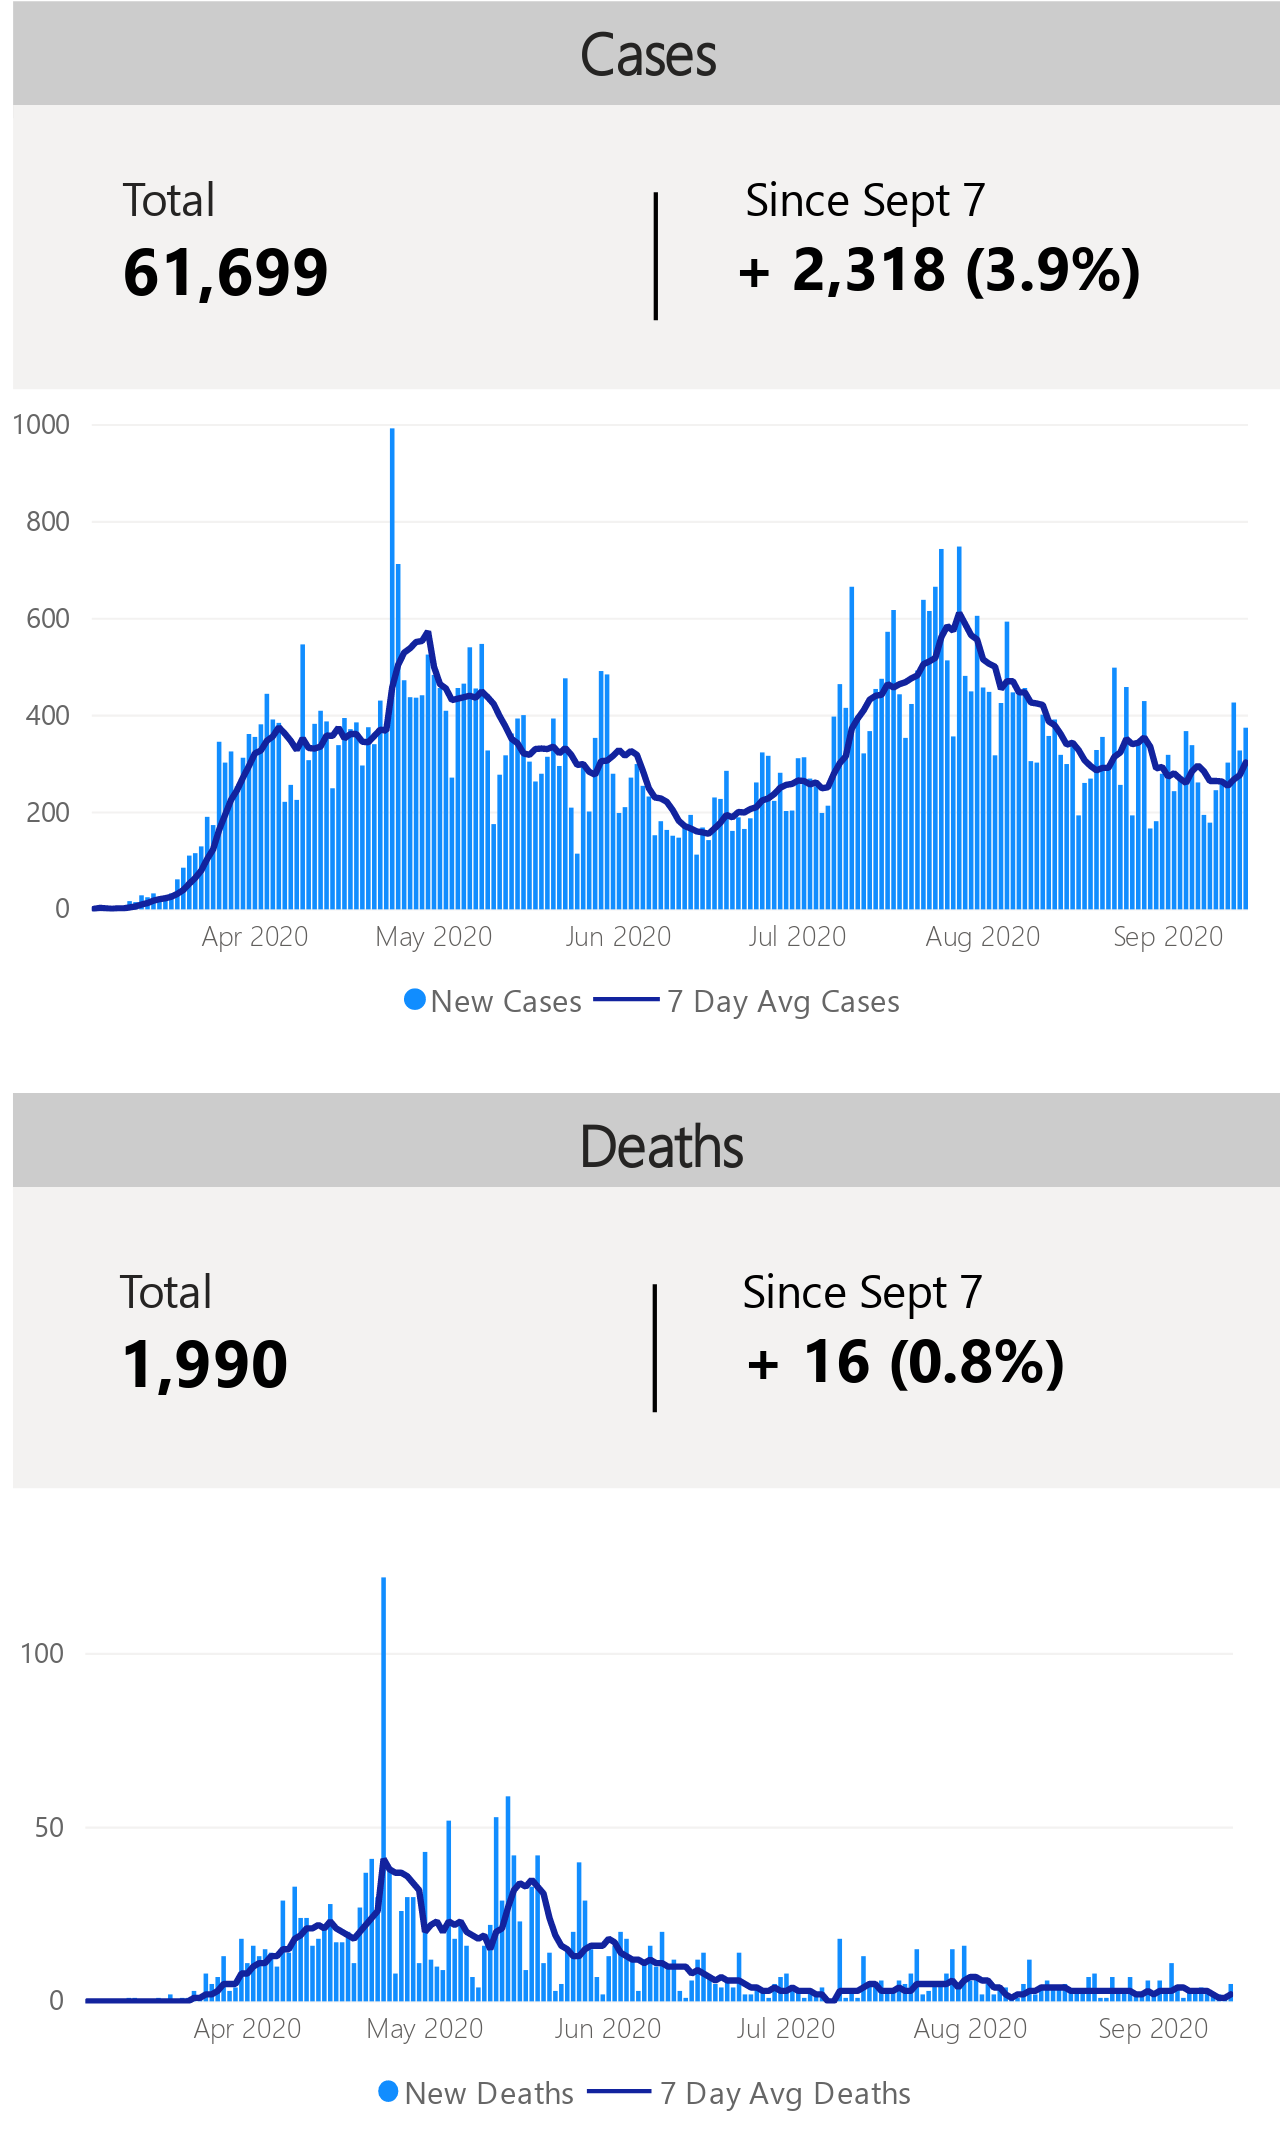 Cases
Total
Since Sept 7
61,699
+ 2,318 (3.9%)
1000
800
600
400
200
0
Apr 2020
May 2020
Jun 2020
Jul 2020
Aug 2020
Sep 2020
New Cases
7 Day Avg Cases
Deaths
Total
Since Sept 7
1,990
+ 16 (0.8%)
100
50
0
Apr 2020
May 2020
Jun 2020
Jul 2020
Aug 2020
Sep 2020
New Deaths
7 Day Avg Deaths